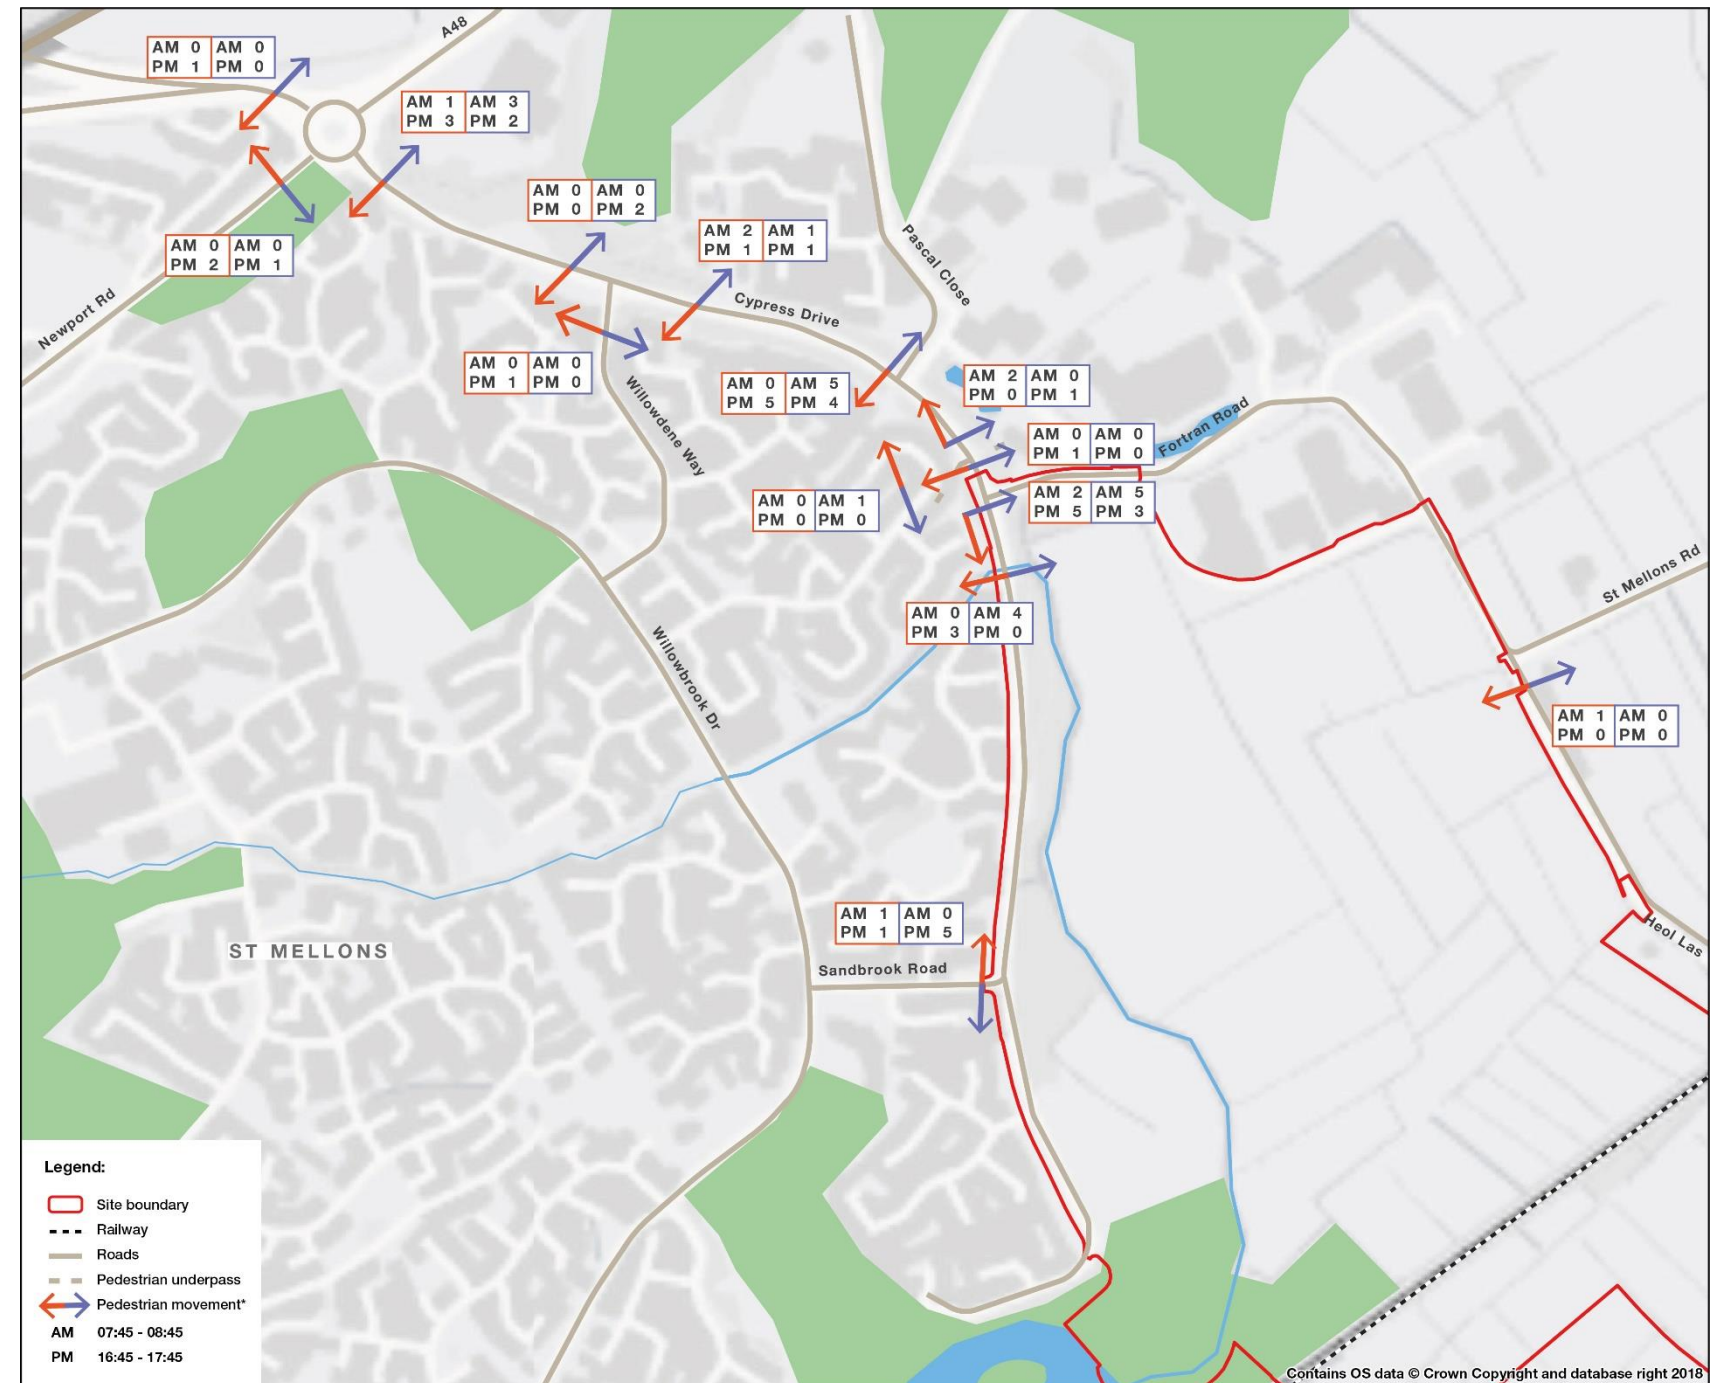 A48
AM 0 AM 0
PM 1 PM 0
AM 1 AM 3
PM 3 PM 2
AM 0 AM 0
PM 0 PM 2
AM 2 AM 1
PM 1 PM 1
AM 0 AM 0
PM 2 PM 1
Newport Rd
Pascal Close
Cypress Drive
AM 0 AM 0
PM 1 PM 0
Willowdene Way
AM 0 AM 5
PM 5 PM 4
AM 2 AM 0
PM 0 PM 1
Fortran Road
AM 0 AM 0
PM 1 PM 0
AM 0 AM 1
PM 0 PM 0
AM 2 AM 5
PM 5 PM 3
St Mellons Rd
AM 0 AM 4
PM 3 PM 0
Willowbrook Dr
AM 1 AM 0
PM 0 PM 0
Heol Las
AM 1 AM 0
PM 1 PM 5
ST MELLONS
Sandbrook Road
Legend:
Site boundary
Railway
Roads
Pedestrian underpass
Pedestrian movement*
AM 07:45 - 08:45
PM 16:45 - 17:45
Contains OS data © Crown Copyright and database right 2018